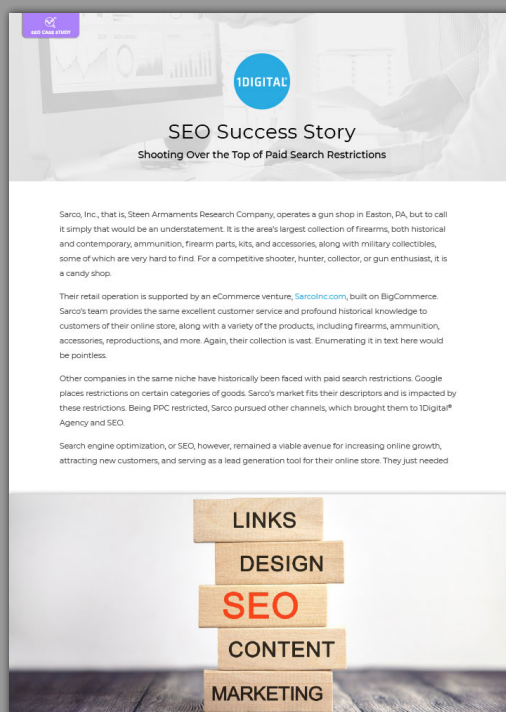 SEO CASE STUDY
1DIGITAL
SEO Success Story
Shooting Over the Top of Paid Search Restrictions
Sarco, Inc., that is, Steen Armaments Research Company, operates a gun shop in Easton, PA, but to call
it simply that would be an understatement. It is the area's largest collection of firearms, both historical
and contemporary, ammunition, firearm parts, kits, and accessories, along with military collectibles,
some of which are very hard to find. For a competitive shooter, hunter, collector, or gun enthusiast, it is
a candy shop.
Their retail operation is supported by an eCommerce venture, SarcoInc.com, built on BigCommerce.
Sarco's team provides the same excellent customer service and profound historical knowledge to
customers of their online store, along with a variety of the products, including firearms, ammunition,
accessories, reproductions, and more. Again, their collection is vast. Enumerating it in text here would
be pointless.
Other companies in the same niche have historically been faced with paid search restrictions. Google
places restrictions on certain categories of goods. Sarco's market fits their descriptors and is impacted by
these restrictions. Being PPC restricted, Sarco pursued other channels, which brought them to 1Digital®
Agency and SEO.
Search engine optimization, or SEO, however, remained a viable avenue for increasing online growth,
attracting new customers, and serving as a lead generation tool for their online store. They just needed
LINKS
DESIGN
SEO
CONTENT
MARKETING